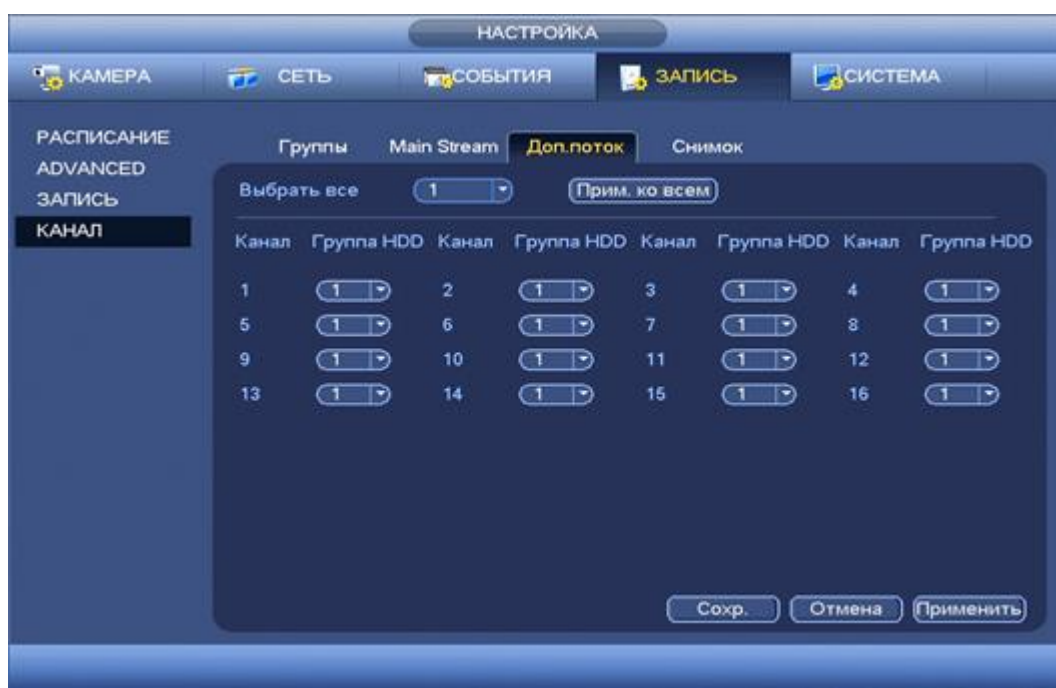 НАСТРОЙКА
КАМЕРА СЕТЬ СОБЫТИЯ ЗАПИСЬ СИСТЕМА
РАСПИСАНИЕ
ADVANCED
ЗАПИСЬ
КАНАЛ
Группы Main Stream Доп.поток Снимок
Выбрать все 1 Прим. ко всем
Канал Группа HDD Канал Группа HDD Канал Группа HDD Канал Группа HDD
1 1 2 1 3 1 4 1
5 1 6 1 7 1 8 1
9 1 10 1 11 1 12 1
13 1 14 1 15 1 16 1
Сохр. Отмена Применить